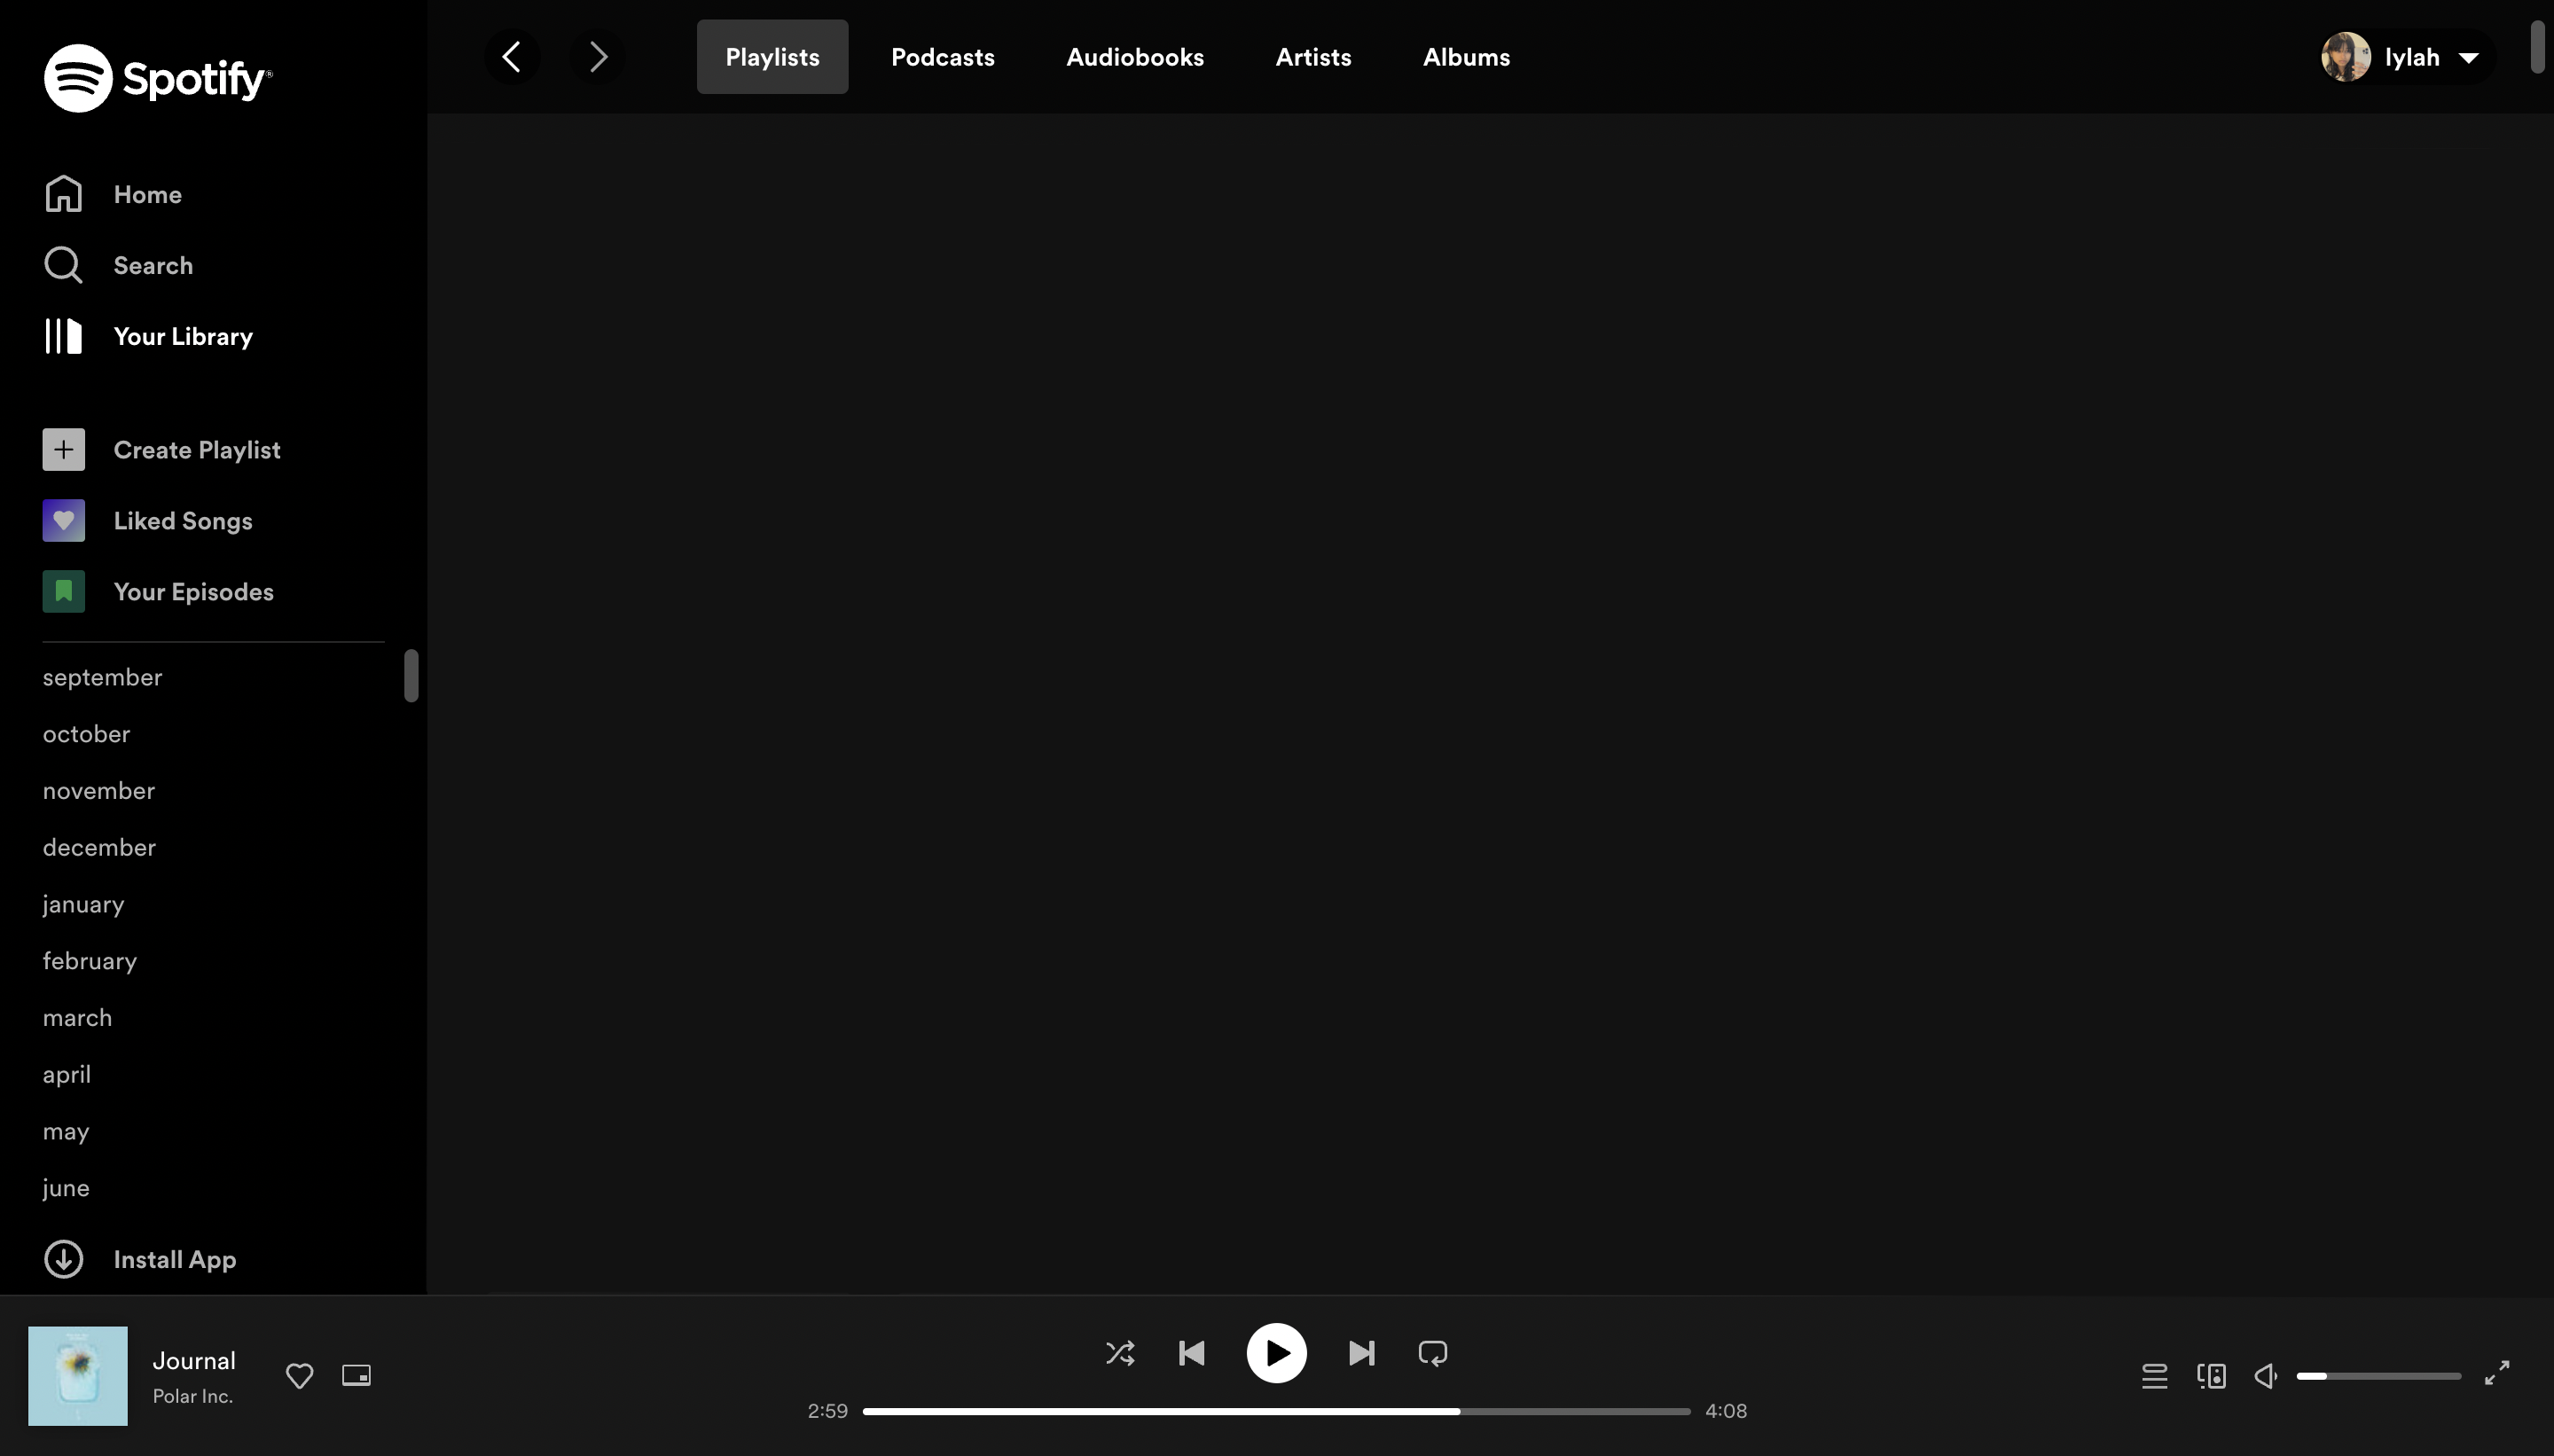 Spotify®
Home
Search
Your Library
Create Playlist
Liked Songs
Your Episodes
september
october
november
december
january
february
march
april
may
june
Install App
Playlists
Podcasts
Audiobooks
Artists
Albums
lylah
Journal
Polar Inc.
2:59
4:08